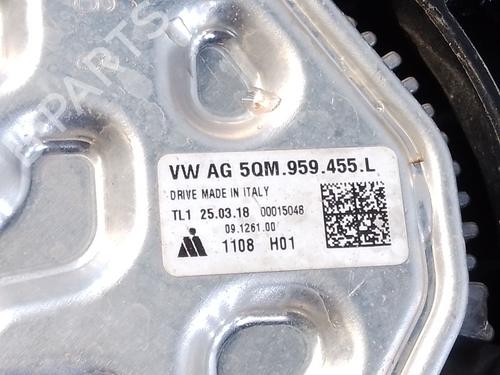 VW AG 5QM.959.455.L
DRIVE MADE IN ITALY
TL1 25.03.18 00015048
09.1261.00
1108 H01